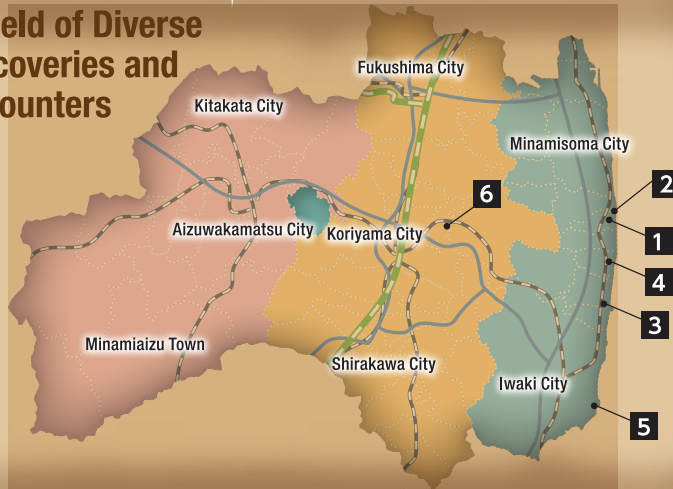 eld of Diverse
coveries and
ounters
Fukushima City
Kitakata City
Minamisoma City
2
6
1
Aizuwakamatsu City
Koriyama City
4
3
Minamiaizu Town
Shirakawa City
Iwaki City
5